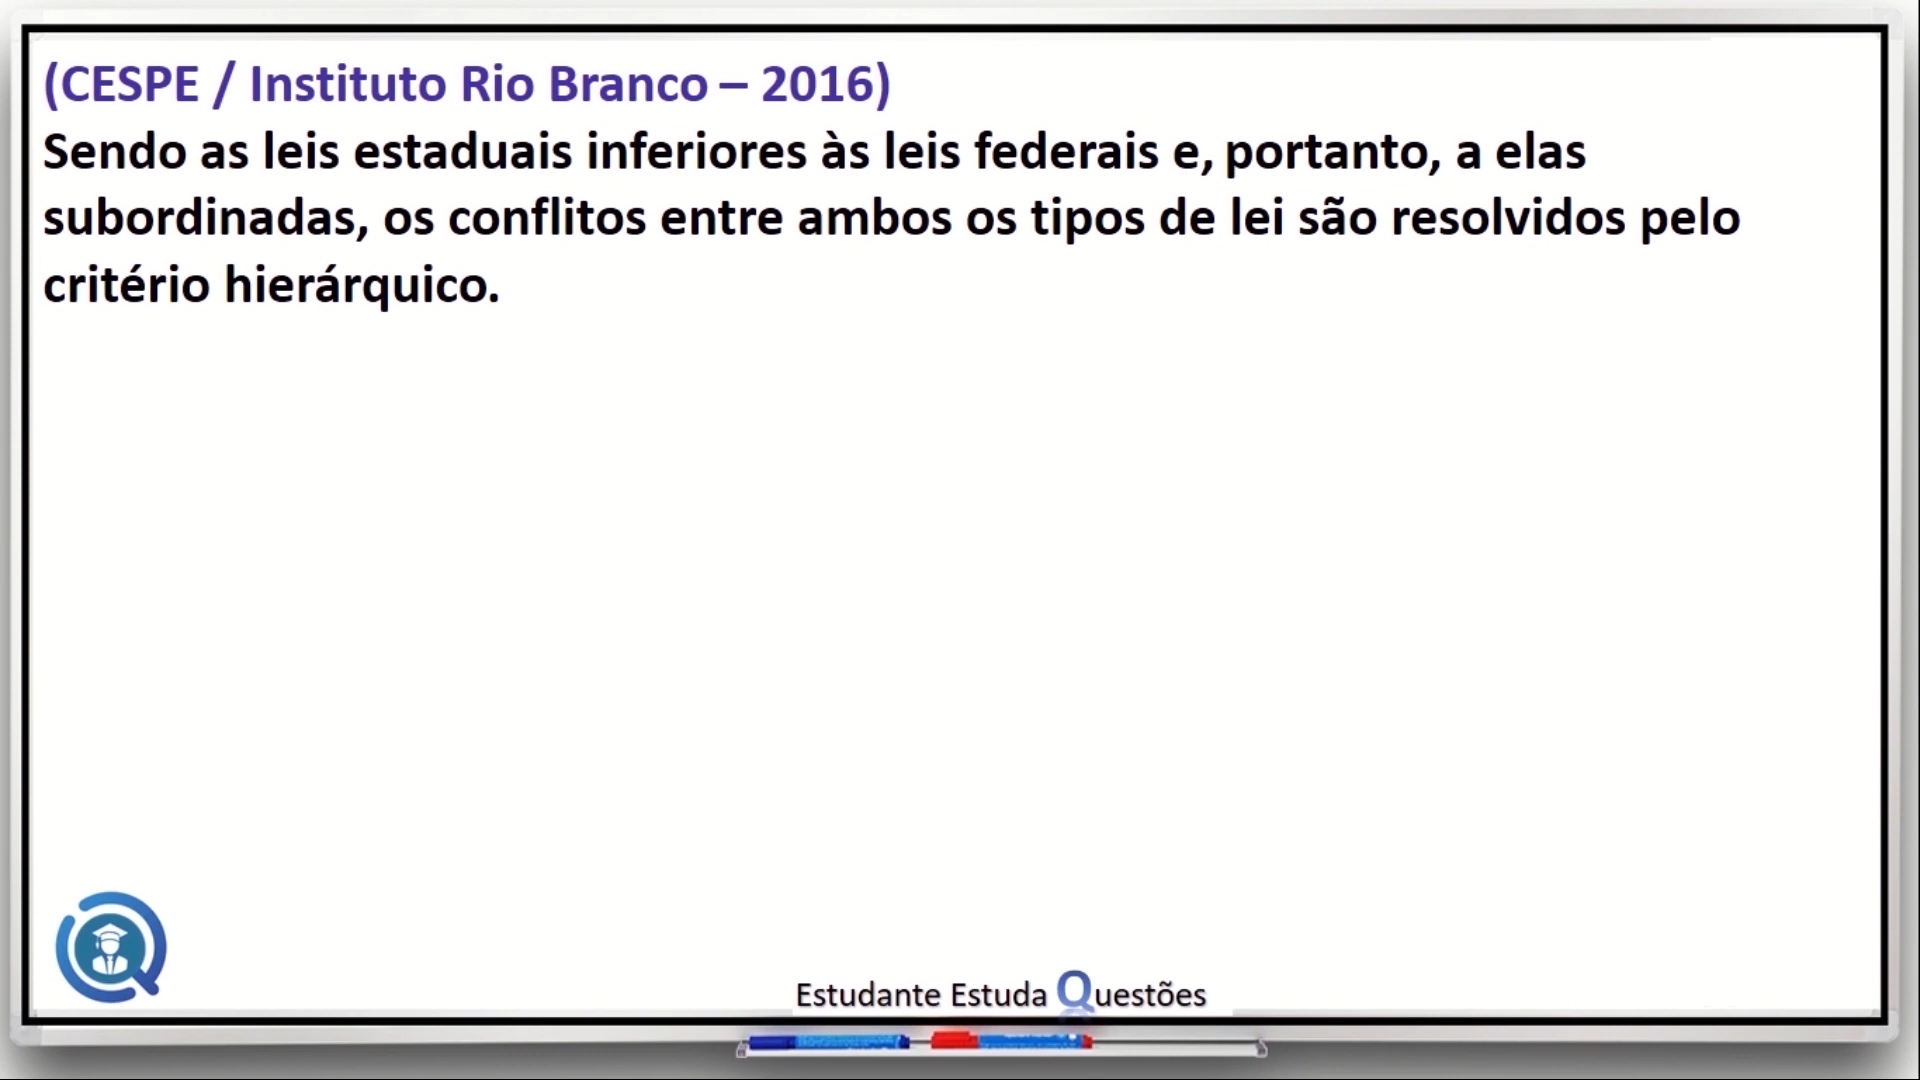 (CESPE / Instituto Rio Branco – 2016)
Sendo as leis estaduais inferiores às leis federais e, portanto, a elas
subordinadas, os conflitos entre ambos os tipos de lei são resolvidos pelo
critério hierárquico.
Estudante Estuda Questões